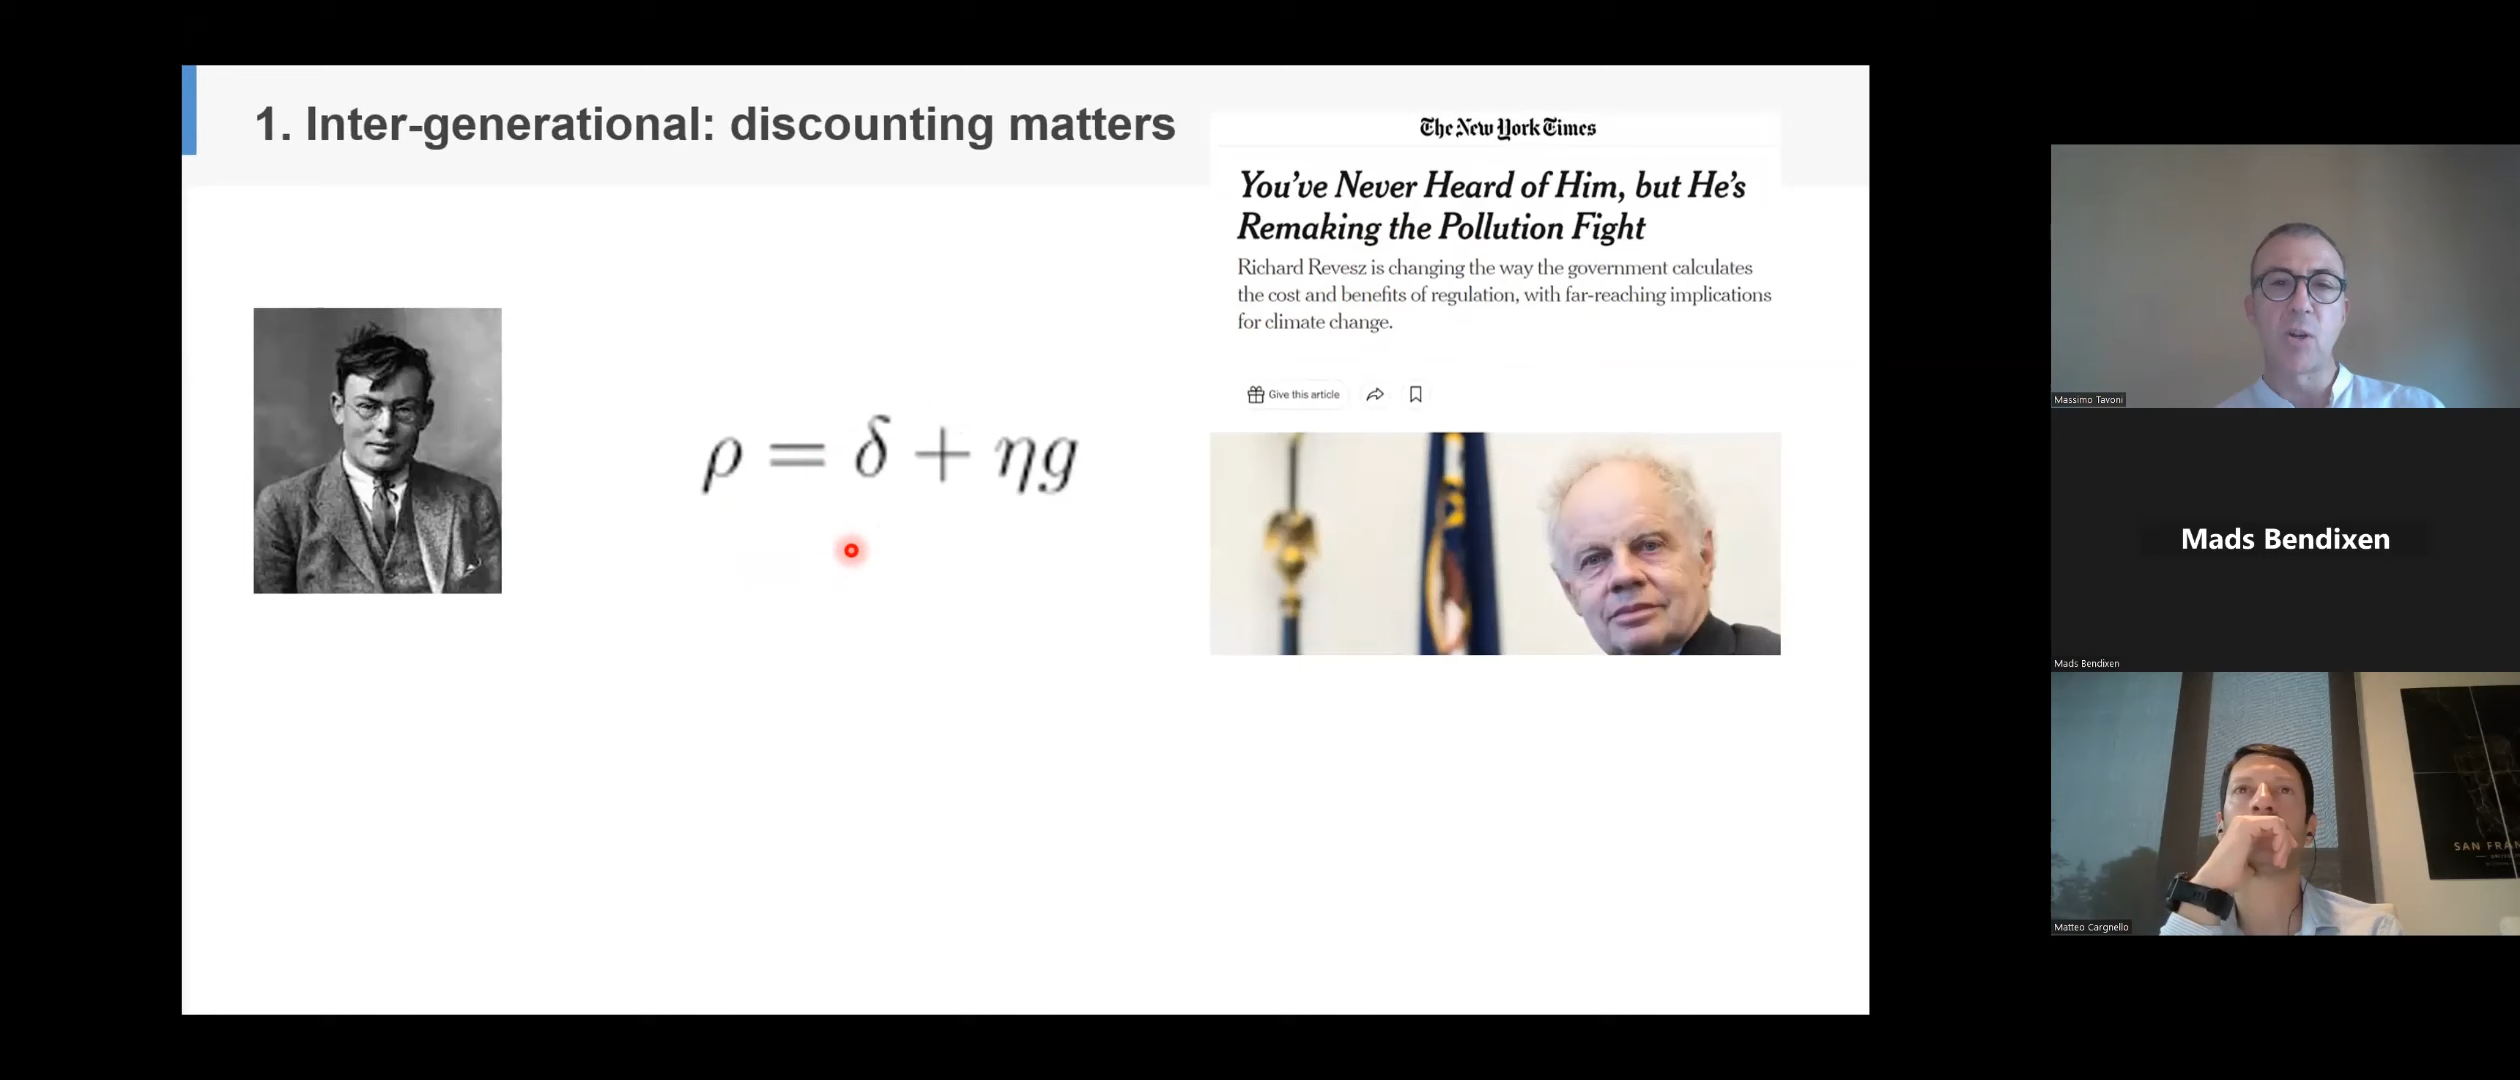 1. Inter-generational: discounting matters
The New York Times
You've Never Heard of Him, but He's
Remaking the Pollution Fight
Richard Revesz is changing the way the government calculates
the cost and benefits of regulation, with far-reaching implications
for climate change.
Give this article
ρ = δ + ηg
Massimo Tavoni
Mads Bendixen
Mads Bendixen
SAN FRAN
Matteo Cargnello